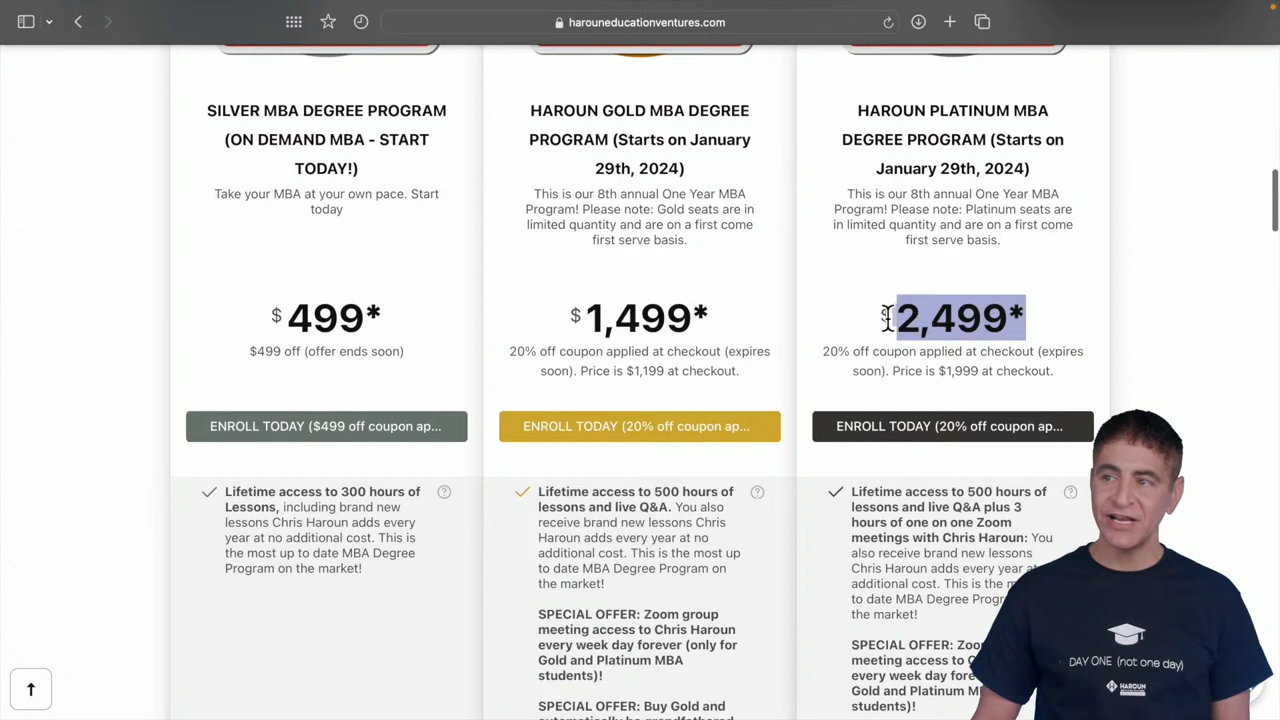 harouneducationventures.com
SILVER MBA DEGREE PROGRAM
(ON DEMAND MBA - START
TODAY!)
Take your MBA at your own pace. Start
today
$ 499*
$499 off (offer ends soon)
ENROLL TODAY ($499 off coupon ap...
Lifetime access to 300 hours of
Lessons, including brand new
lessons Chris Haroun adds every
year at no additional cost. This is
the most up to date MBA Degree
Program on the market!
HAROUN GOLD MBA DEGREE
PROGRAM (Starts on January
29th, 2024)
This is our 8th annual One Year MBA
Program! Please note: Gold seats are in
limited quantity and are on a first come
first serve basis.
$ 1,499*
20% off coupon applied at checkout (expires
soon). Price is $1,199 at checkout.
ENROLL TODAY (20% off coupon ap...
Lifetime access to 500 hours of
lessons and live Q&A. You also
receive brand new lessons Chris
Haroun adds every year at no
additional cost. This is the most up
to date MBA Degree Program on
the market!
SPECIAL OFFER: Zoom group
meeting access to Chris Haroun
every week day forever (only for
Gold and Platinum MBA
students)!
SPECIAL OFFER: Buy Gold and
HAROUN PLATINUM MBA
DEGREE PROGRAM (Starts on
January 29th, 2024)
This is our 8th annual One Year MBA
Program! Please note: Platinum seats are
in limited quantity and are on a first come
first serve basis.
2,499*
20% off coupon applied at checkout (expires
soon). Price is $1,999 at checkout.
ENROLL TODAY (20% off coupon ap...
Lifetime access to 500 hours of
lessons and live Q&A plus 3
hours of one on one Zoom
meetings with Chris Haroun: You
also receive brand new lessons
Chris Haroun adds every year at
additional cost. This is the
to date MBA Degree
the market!
SPECIAL OFFER:
meeting access to
every week day
Gold and Platinum
students)!
DAY ONE (not one day)
HAROUN